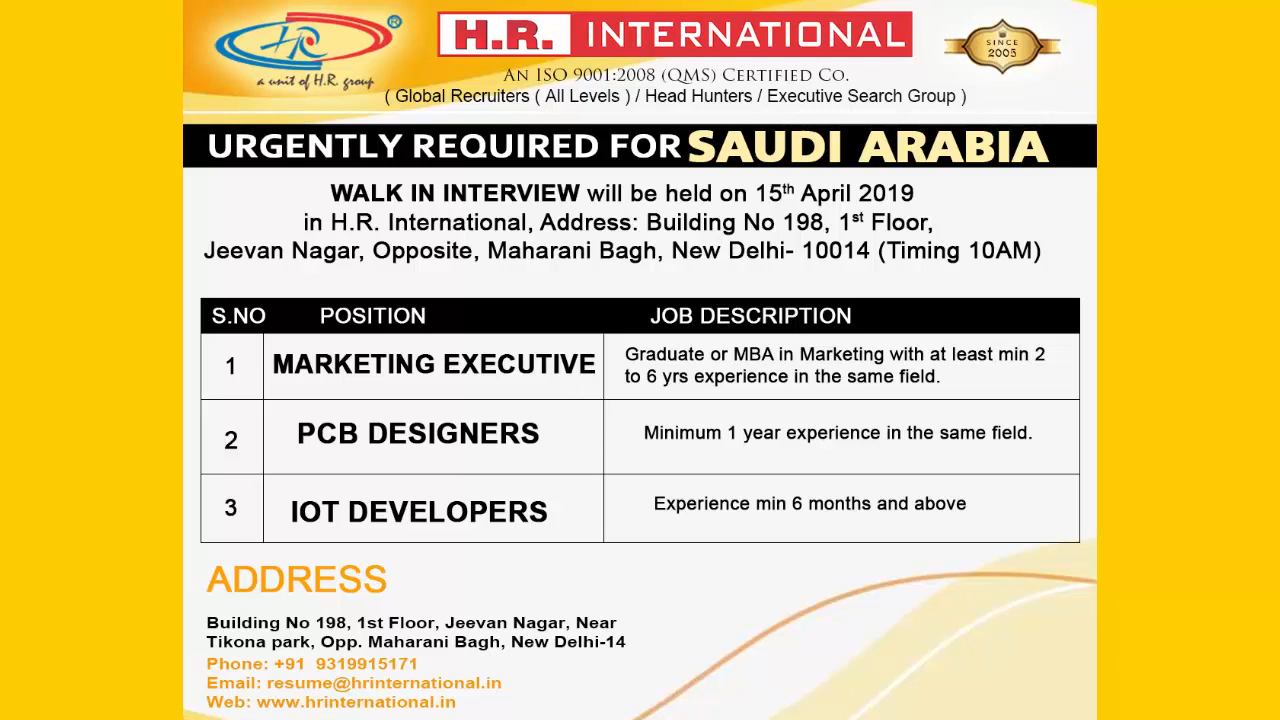 HR ®
a unit of H.R. group
H.R. INTERNATIONAL
SINCE
2005
AN ISO 9001:2008 (QMS) CERTIFIED CO.
( Global Recruiters ( All Levels ) / Head Hunters / Executive Search Group )
URGENTLY REQUIRED FOR SAUDI ARABIA
WALK IN INTERVIEW will be held on 15th April 2019
in H.R. International, Address: Building No 198, 1st Floor,
Jeevan Nagar, Opposite, Maharani Bagh, New Delhi- 10014 (Timing 10AM)
S.NO POSITION JOB DESCRIPTION
1 MARKETING EXECUTIVE Graduate or MBA in Marketing with at least min 2
to 6 yrs experience in the same field.
2 PCB DESIGNERS Minimum 1 year experience in the same field.
3 IOT DEVELOPERS Experience min 6 months and above
ADDRESS
Building No 198, 1st Floor, Jeevan Nagar, Near
Tikona park, Opp. Maharani Bagh, New Delhi-14
Phone: +91 9319915171
Email: resume@hrinternational.in
Web: www.hrinternational.in